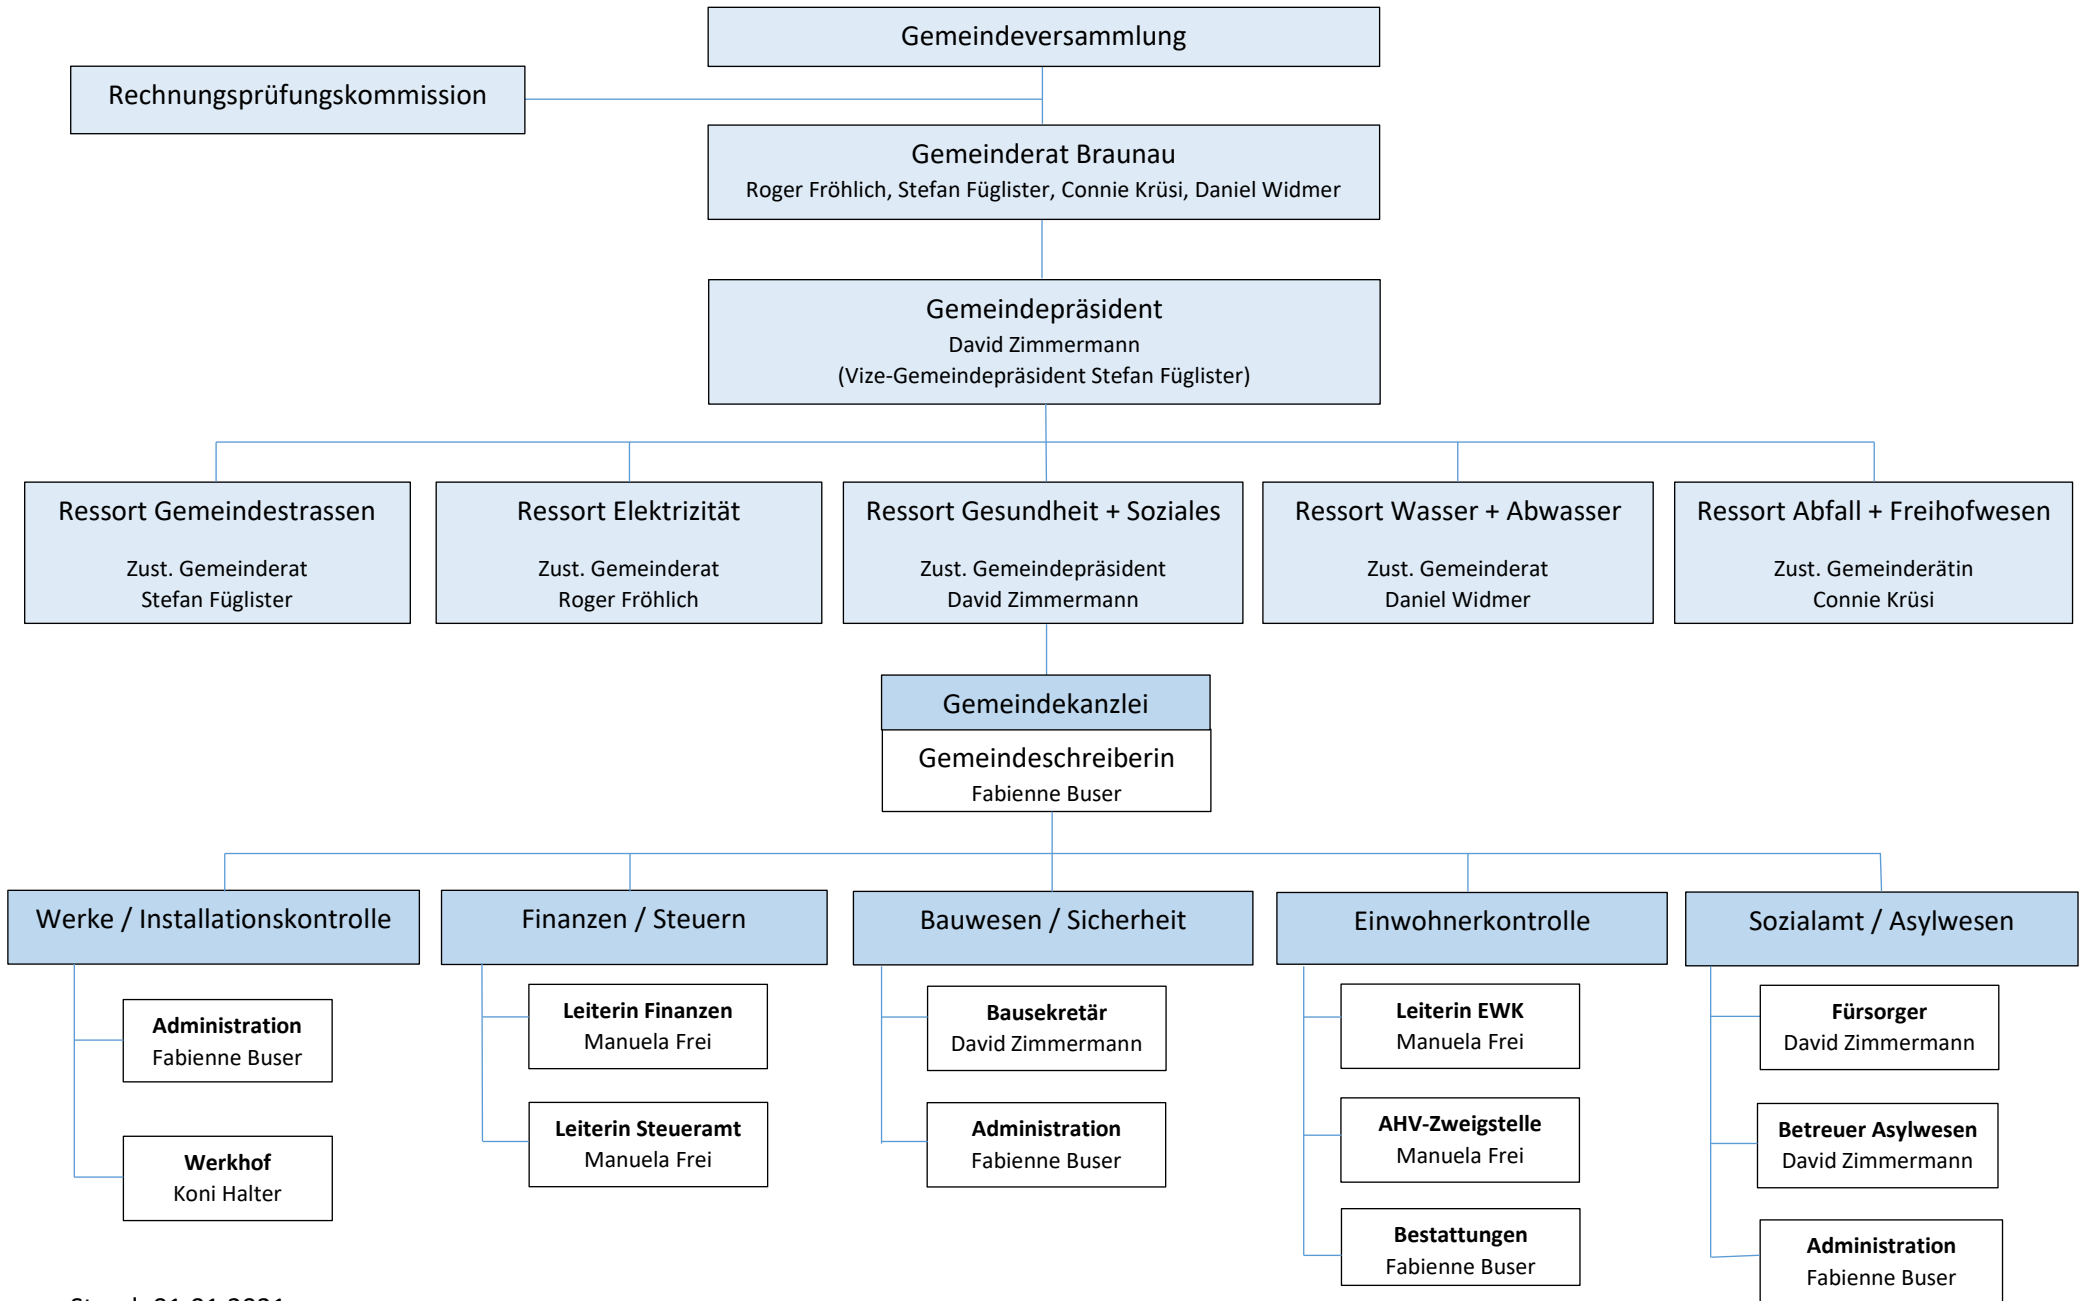 Gemeindeversammlung
Rechnungsprüfungskommission
Gemeinderat Braunau
Roger Fröhlich, Stefan Füglister, Connie Krüsi, Daniel Widmer
Gemeindepräsident
David Zimmermann
(Vize-Gemeindepräsident Stefan Füglister)
Ressort Gemeindestrassen
Zust. Gemeinderat
Stefan Füglister
Ressort Elektrizität
Zust. Gemeinderat
Roger Fröhlich
Ressort Gesundheit + Soziales
Zust. Gemeindepräsident
David Zimmermann
Ressort Wasser + Abwasser
Zust. Gemeinderat
Daniel Widmer
Ressort Abfall + Freihofwesen
Zust. Gemeinderätin
Connie Krüsi
Gemeindekanzlei
Gemeindeschreiberin
Fabienne Buser
Werke / Installationskontrolle
Administration
Fabienne Buser
Werkhof
Koni Halter
Finanzen / Steuern
Leiterin Finanzen
Manuela Frei
Leiterin Steueramt
Manuela Frei
Bauwesen / Sicherheit
Bausekretär
David Zimmermann
Administration
Fabienne Buser
Einwohnerkontrolle
Leiterin EWK
Manuela Frei
AHV-Zweigstelle
Manuela Frei
Bestattungen
Fabienne Buser
Sozialamt / Asylwesen
Fürsorger
David Zimmermann
Betreuer Asylwesen
David Zimmermann
Administration
Fabienne Buser